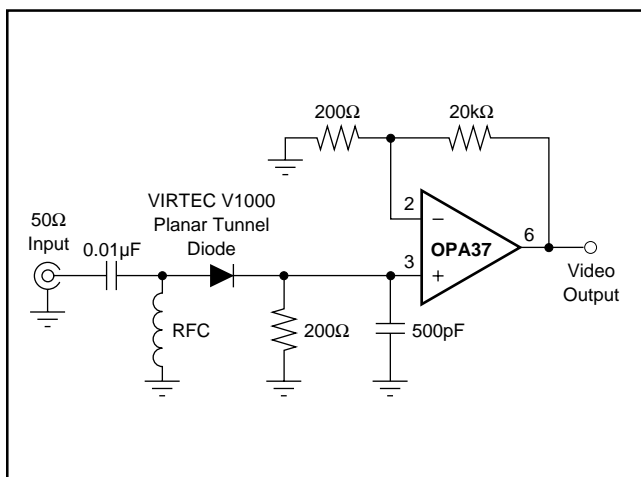 200Ω
20kΩ
VIRTEC V1000
Planar Tunnel
Diode
50Ω
Input
0.01µF
2
−
OPA37
6
3
+
Video
Output
RFC
200Ω
500pF